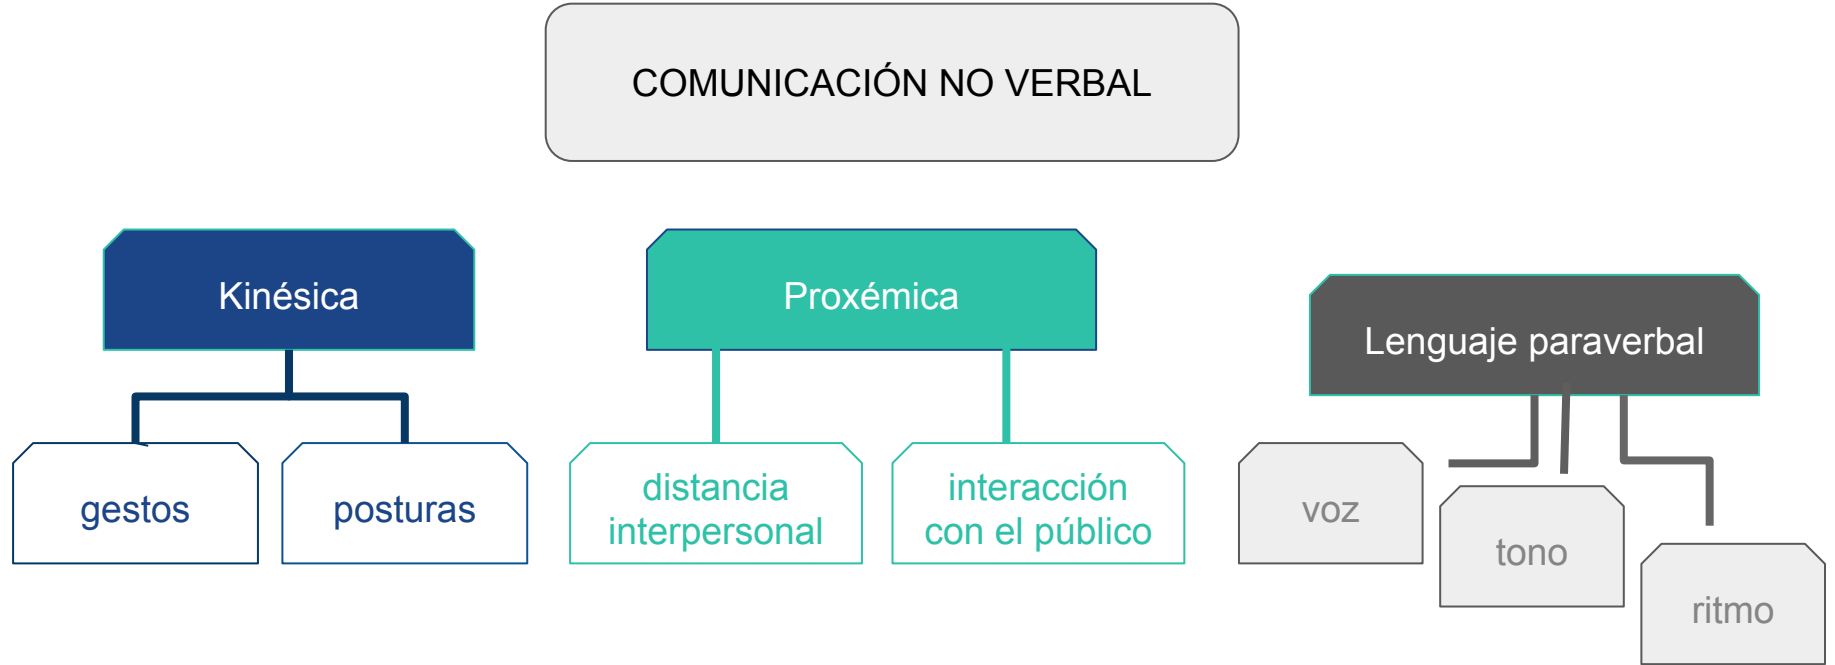 COMUNICACIÓN NO VERBAL
Kinésica
Proxémica
Lenguaje paraverbal
gestos
posturas
distancia
interpersonal
interacción
con el público
voz
tono
ritmo